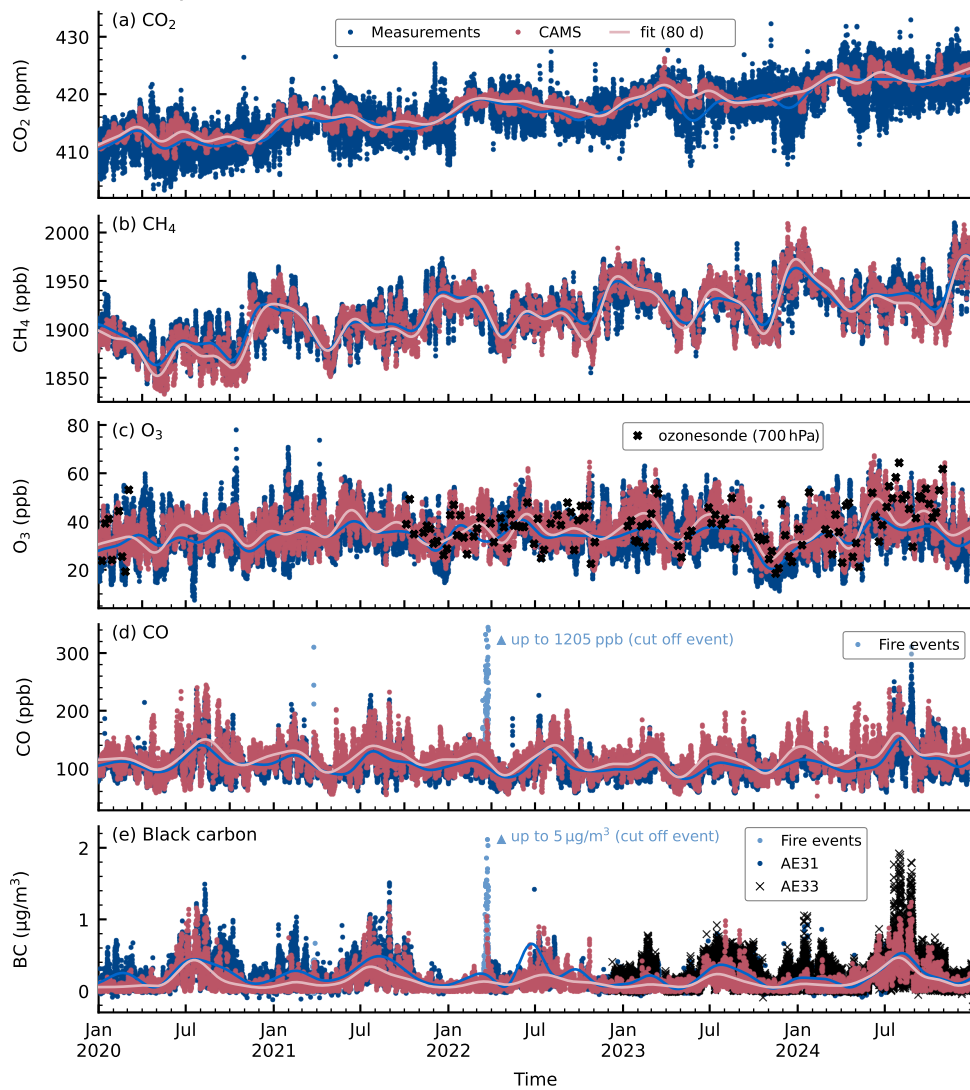 (a) CO₂
Measurements
CAMS
fit (80 d)
430
420
410
CO₂ (ppm)
(b) CH₄
2000
1950
1900
1850
CH₄ (ppb)
(c) O₃
ozonesonde (700 hPa)
80
60
40
20
O₃ (ppb)
(d) CO
▲ up to 1205 ppb (cut off event)
Fire events
300
200
100
CO (ppb)
(e) Black carbon
▲ up to 5 µg/m³ (cut off event)
Fire events
AE31
AE33
2
1
0
BC (µg/m³)
Jan Jul Jan Jul Jan Jul Jan Jul Jan Jul
2020 2021 2022 2023 2024
Time